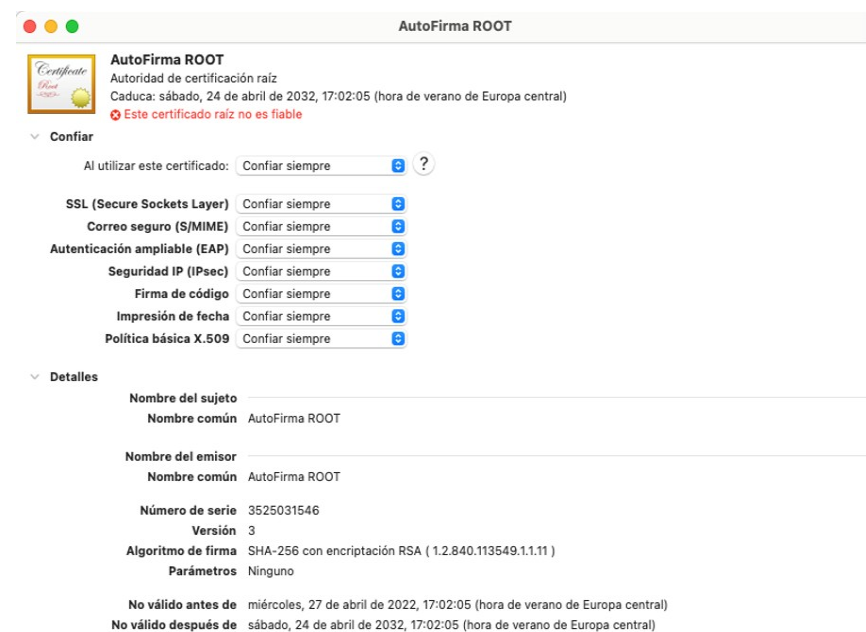 AutoFirma ROOT
Certificate
Root
AutoFirma ROOT
Autoridad de certificación raíz
Caduca: sábado, 24 de abril de 2032, 17:02:05 (hora de verano de Europa central)
Este certificado raíz no es fiable
Confiar
Al utilizar este certificado: Confiar siempre ?
SSL (Secure Sockets Layer) Confiar siempre
Correo seguro (S/MIME) Confiar siempre
Autenticación ampliable (EAP) Confiar siempre
Seguridad IP (IPsec) Confiar siempre
Firma de código Confiar siempre
Impresión de fecha Confiar siempre
Política básica X.509 Confiar siempre
Detalles
Nombre del sujeto
Nombre común AutoFirma ROOT
Nombre del emisor
Nombre común AutoFirma ROOT
Número de serie 3525031546
Versión 3
Algoritmo de firma SHA-256 con encriptación RSA ( 1.2.840.113549.1.1.11 )
Parámetros Ninguno
No válido antes de miércoles, 27 de abril de 2022, 17:02:05 (hora de verano de Europa central)
No válido después de sábado, 24 de abril de 2032, 17:02:05 (hora de verano de Europa central)